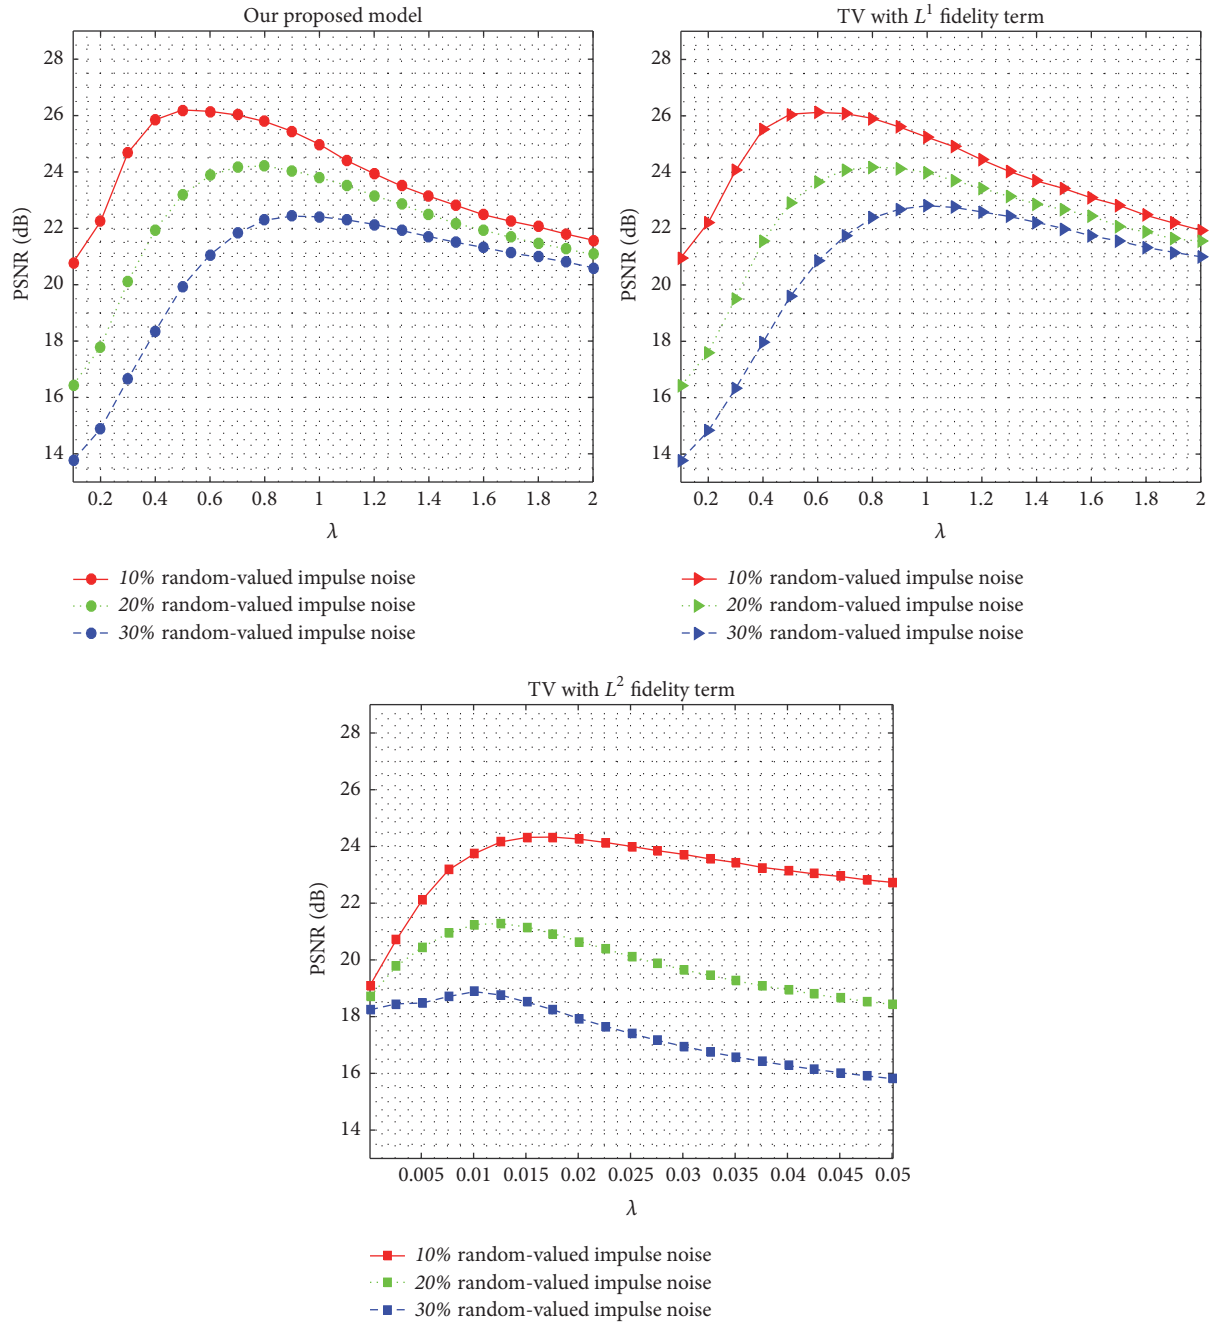 Our proposed model
28
26
24
22
20
18
16
14
PSNR (dB)
0.2 0.4 0.6 0.8 1 1.2 1.4 1.6 1.8 2
λ
10% random-valued impulse noise
20% random-valued impulse noise
30% random-valued impulse noise
TV with L¹ fidelity term
28
26
24
22
20
18
16
14
PSNR (dB)
0.2 0.4 0.6 0.8 1 1.2 1.4 1.6 1.8 2
λ
10% random-valued impulse noise
20% random-valued impulse noise
30% random-valued impulse noise
TV with L² fidelity term
28
26
24
22
20
18
16
14
PSNR (dB)
0.005 0.01 0.015 0.02 0.025 0.03 0.035 0.04 0.045 0.05
λ
10% random-valued impulse noise
20% random-valued impulse noise
30% random-valued impulse noise